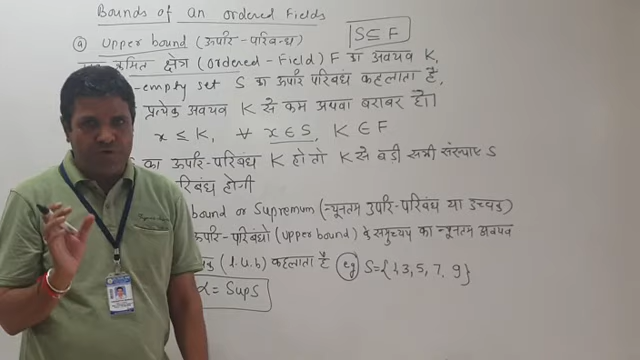 Bounds of an ordered Fields
ⓐ Upper bound (ऊपरि-परिबन्ध) S⊆F
क्रमित क्षेत्र (ordered-Field) F का अवयव K,
-empty set S का ऊपरि परिबंध कहलाता है,
प्रत्येक अवयव K से कम अथवा बराबर हो।
x ≤ K, ∀ x ∈ S, K ∈ F
का ऊपरि-परिबंध K हो तो K से बड़ी सभी संख्याएं S
परिबंध होगी
bound or Supremum (न्यूनतम उपरि-परिबंध या उच्चक)
ऊपरि-परिबंधो (upper bound) के समुच्चय का न्यूनतम अवयव
(l.u.b) कहलाता है eg S={1,3,5,7,9}
α = Sup S